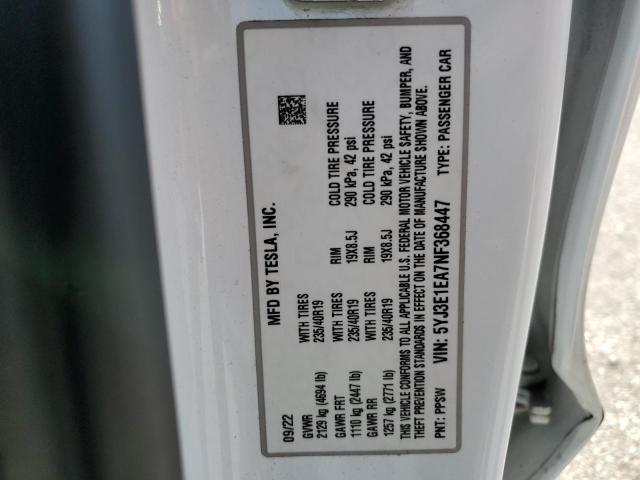 MFD BY TESLA, INC.
09/22
GVWR WITH TIRES RIM COLD TIRE PRESSURE
2129 kg (4694 lb) 235/40R19 19X8.5J 290 kPa, 42 psi
GAWR FRT WITH TIRES RIM COLD TIRE PRESSURE
1110 kg (2447 lb) 235/40R19 19X8.5J 290 kPa, 42 psi
GAWR RR
1257 kg (2771 lb) 235/40R19
THIS VEHICLE CONFORMS TO ALL APPLICABLE U.S. FEDERAL MOTOR VEHICLE SAFETY, BUMPER, AND
THEFT PREVENTION STANDARDS IN EFFECT ON THE DATE OF MANUFACTURE SHOWN ABOVE.
VIN: 5YJ3E1EA7NF368447
PNT: PPSW TYPE: PASSENGER CAR